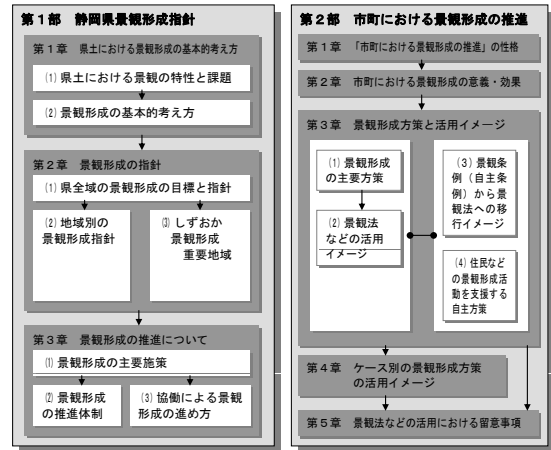 第１部　静岡県景観形成指針
第１章　県土における景観の基本的考え方
(1) 県土における景観の特性と課題
(2) 景観形成の基本的考え方
第２章　景観形成の指針
(1) 県全域の景観形成の目標と指針
(2) 地域別の
景観形成指針
(3) しずおか
景観形成
重要地域
第３章　景観形成の推進について
(1) 景観形成の主要施策
(2) 景観形成
の推進体制
(3) 協働による景観
形成の進め方
第２部　市町における景観形成の推進
第１章　「市町における景観形成の推進」の性格
第２章　市町における景観形成の意義・効果
第３章　景観形成方策と活用イメージ
(1) 景観形成
の主要方策
(2) 景観法
などの活用
イメージ
(3) 景観条
例（自主条
例）から景
観法への移
行イメージ
(4) 住民など
の景観形成活
動を支援する
自主方策
第４章　ケース別の景観形成方策
の活用イメージ
第５章　景観法などの活用における留意事項